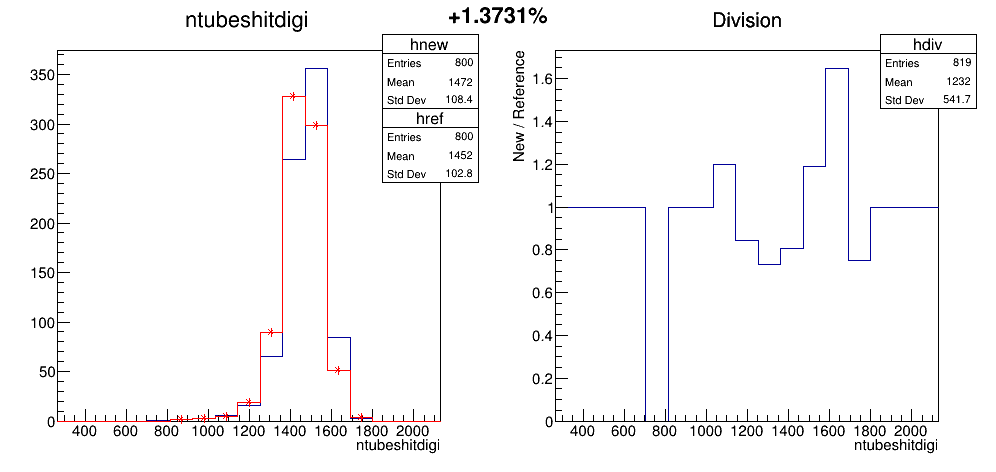 ntubeshitdigi
+1.3731%
Division
hnew
Entries 800
Mean 1472
Std Dev 108.4
href
Entries 800
Mean 1452
Std Dev 102.8
350
300
250
200
150
100
50
0
400 600 800 1000 1200 1400 1600 1800 2000
ntubeshitdigi
hdiv
Entries 819
Mean 1232
Std Dev 541.7
New / Reference
1.6
1.4
1.2
1
0.8
0.6
0.4
0.2
0
400 600 800 1000 1200 1400 1600 1800 2000
ntubeshitdigi